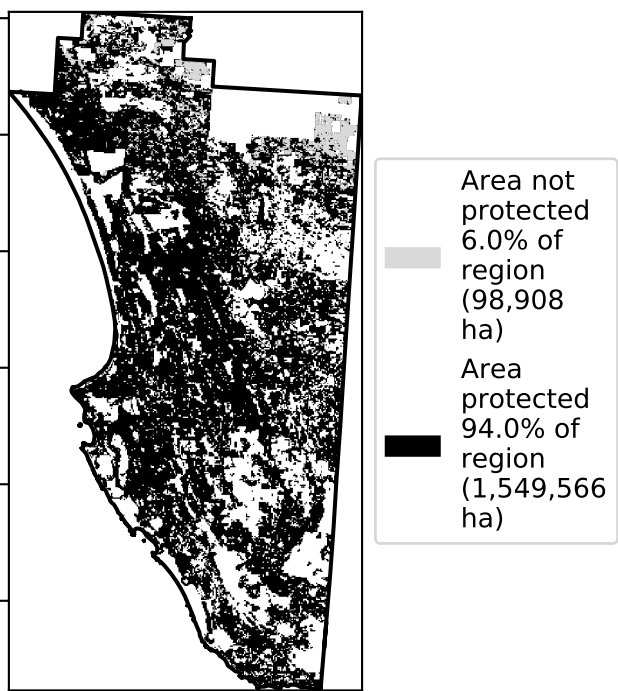 Area not
protected
6.0% of
region
(98,908
ha)
Area
protected
94.0% of
region
(1,549,566
ha)